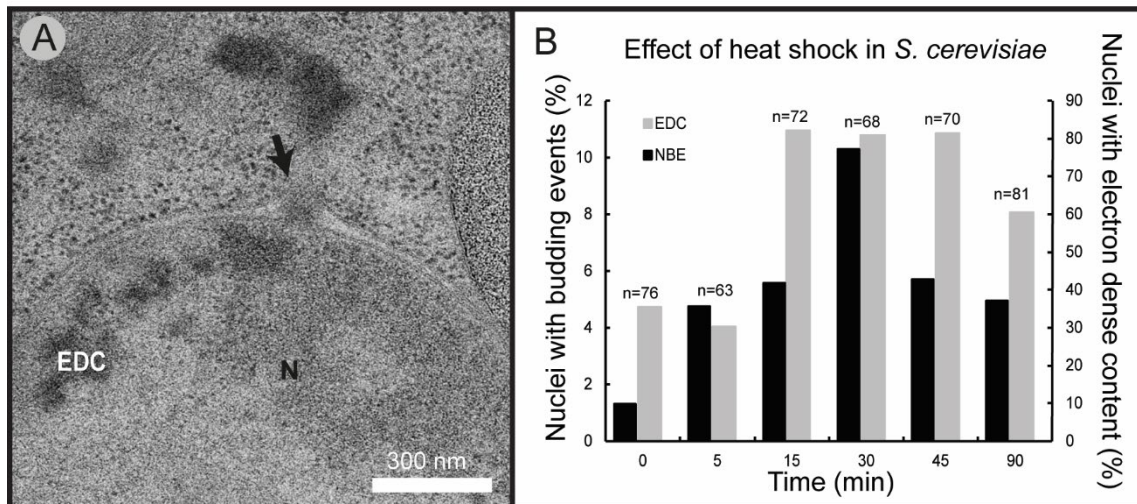 A
EDC
N
300 nm
B
Effect of heat shock in S. cerevisiae
Nuclei with budding events (%)
12
10
8
6
4
2
0
EDC
NBE
n=76
n=63
n=72
n=68
n=70
n=81
0
5
15
30
45
90
Time (min)
90
80
70
60
50
40
30
20
10
0
Nuclei with electron dense content (%)